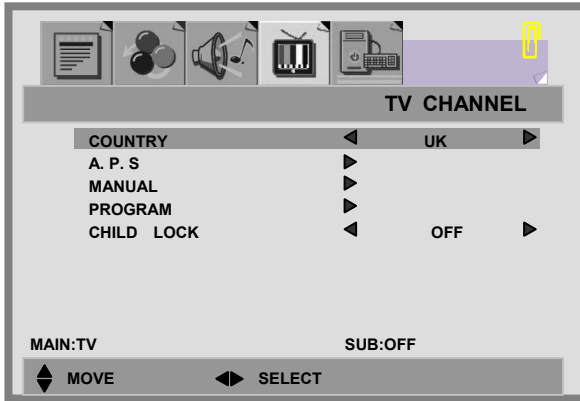 TV CHANNEL
COUNTRY UK
A. P. S
MANUAL
PROGRAM
CHILD LOCK OFF
MAIN:TV SUB:OFF
MOVE SELECT